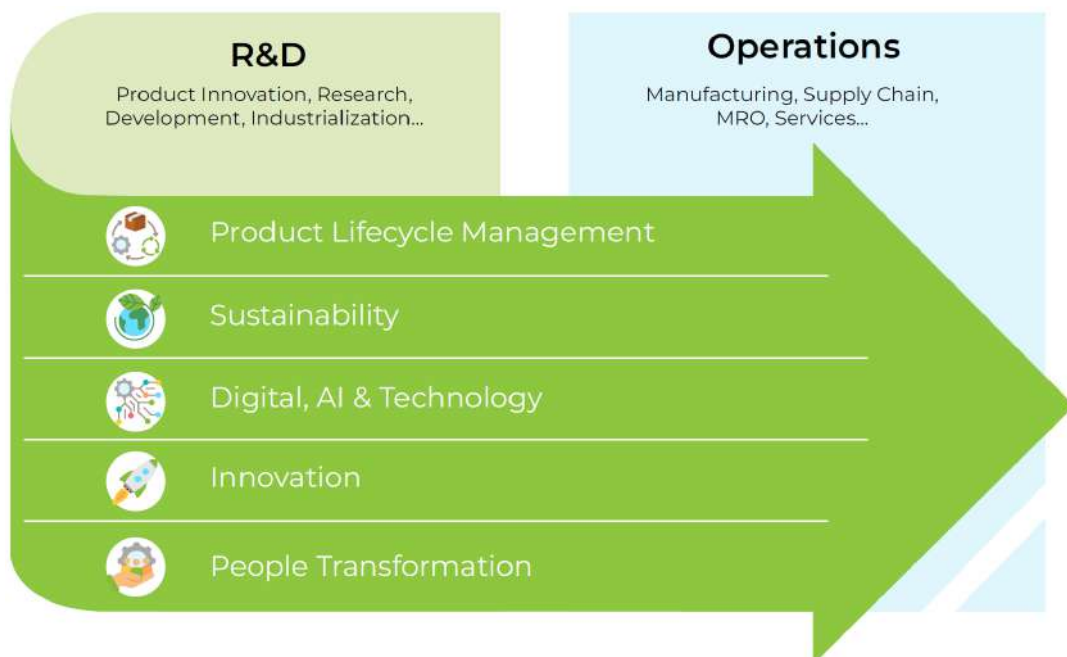 R&D
Product Innovation, Research,
Development, Industrialization...
Operations
Manufacturing, Supply Chain,
MRO, Services...
Product Lifecycle Management
Sustainability
Digital, AI & Technology
Innovation
People Transformation